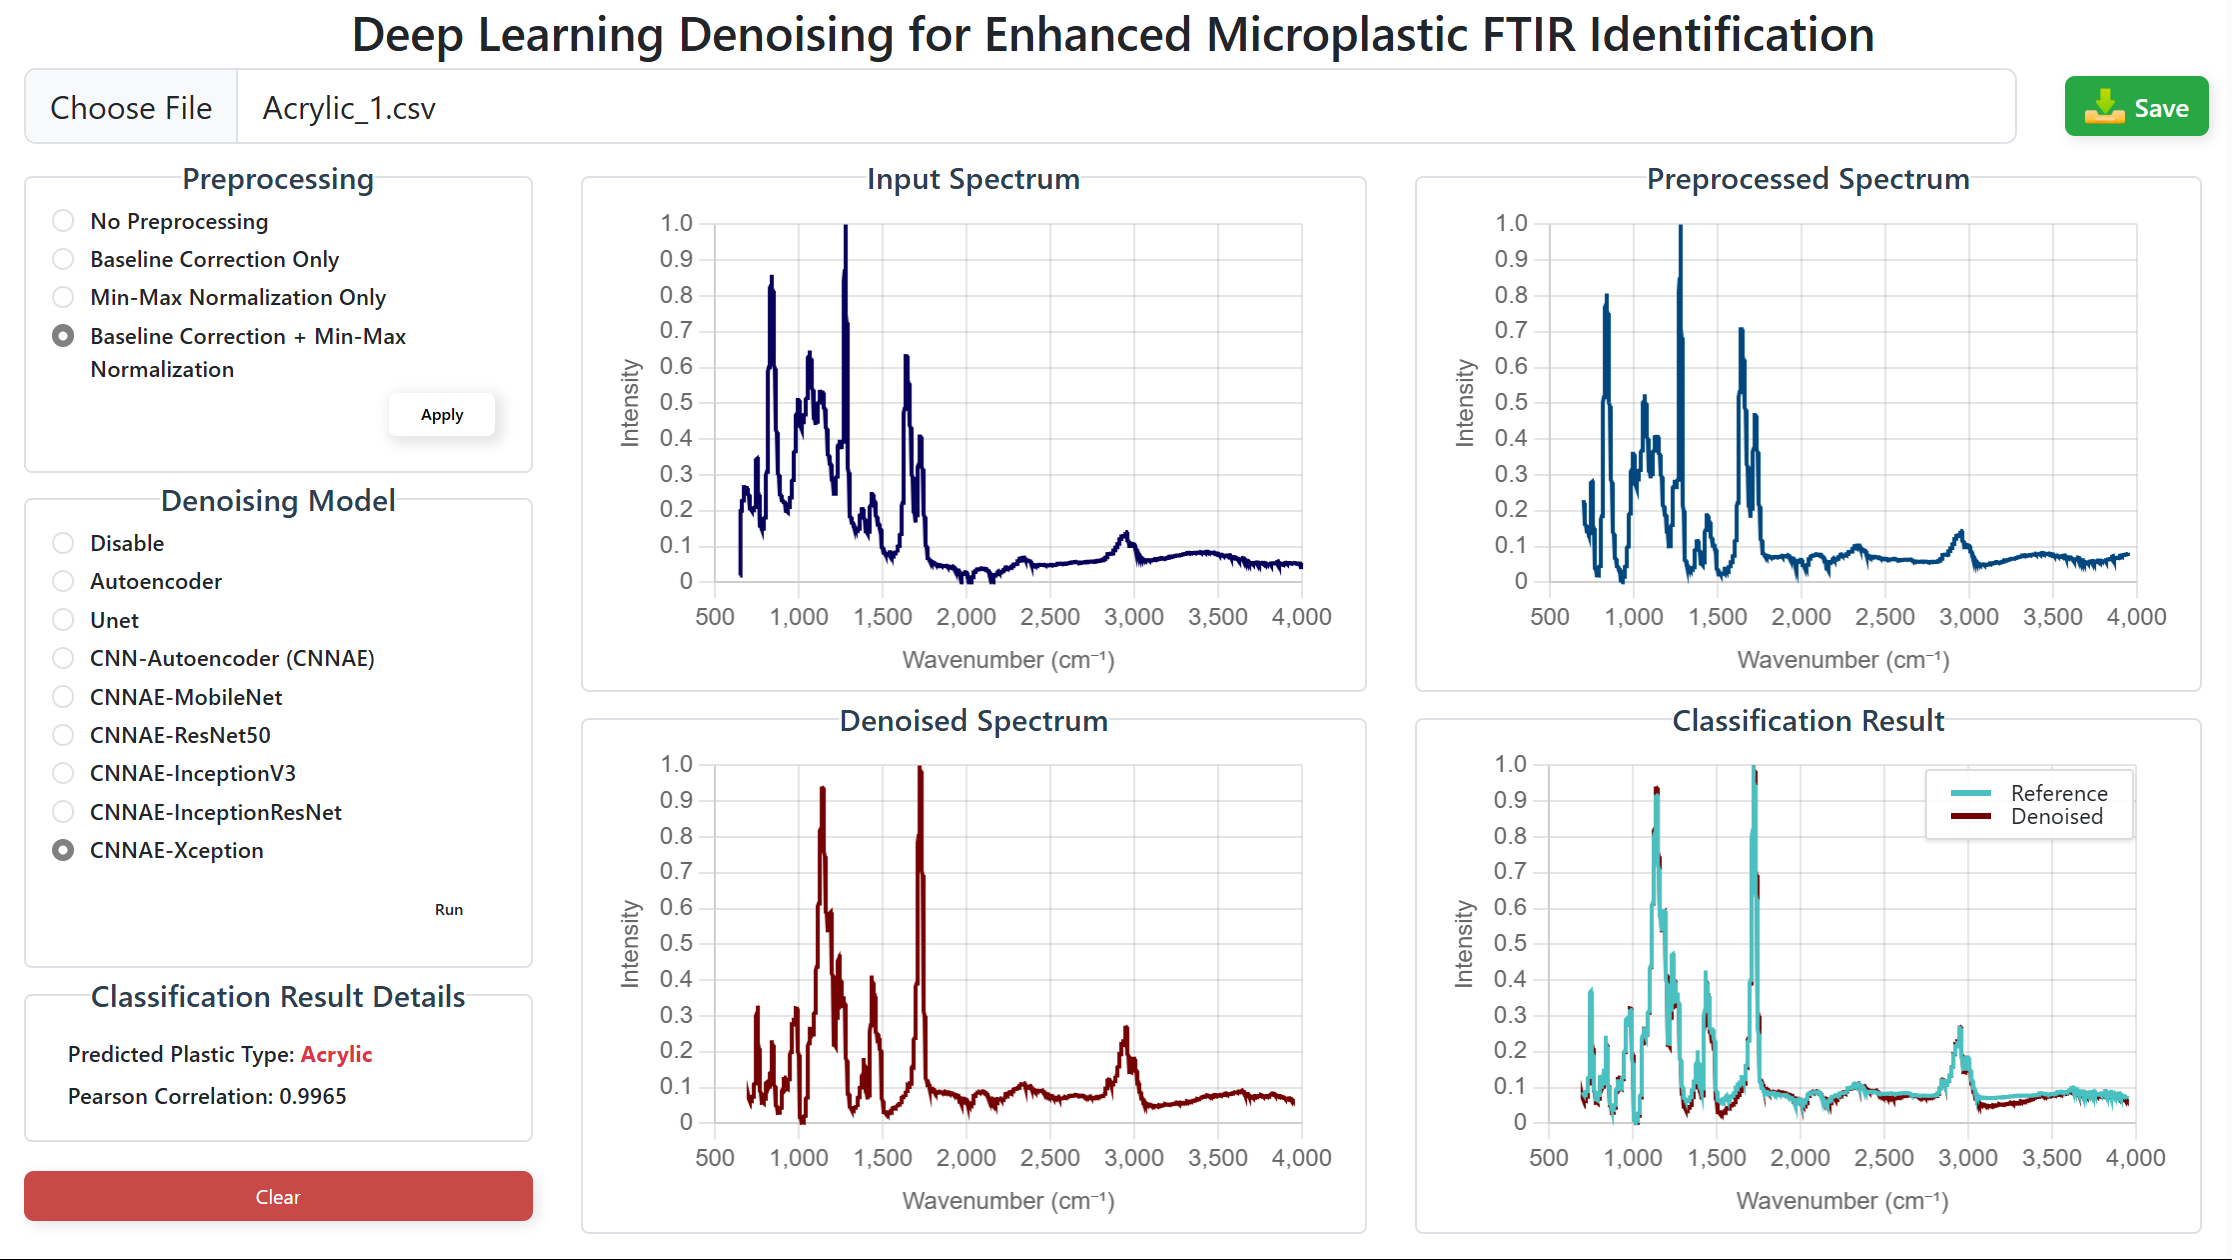 Deep Learning Denoising for Enhanced Microplastic FTIR Identification
Choose File
Acrylic_1.csv
Save
Preprocessing
No Preprocessing
Baseline Correction Only
Min-Max Normalization Only
Baseline Correction + Min-Max
Normalization
Apply
Denoising Model
Disable
Autoencoder
Unet
CNN-Autoencoder (CNNAE)
CNNAE-MobileNet
CNNAE-ResNet50
CNNAE-InceptionV3
CNNAE-InceptionResNet
CNNAE-Xception
Run
Classification Result Details
Predicted Plastic Type: Acrylic
Pearson Correlation: 0.9965
Clear
Input Spectrum
1.0
0.9
0.8
0.7
0.6
0.5
0.4
0.3
0.2
0.1
0
Intensity
500 1,000 1,500 2,000 2,500 3,000 3,500 4,000
Wavenumber (cm⁻¹)
Preprocessed Spectrum
1.0
0.9
0.8
0.7
0.6
0.5
0.4
0.3
0.2
0.1
0
Intensity
500 1,000 1,500 2,000 2,500 3,000 3,500 4,000
Wavenumber (cm⁻¹)
Denoised Spectrum
1.0
0.9
0.8
0.7
0.6
0.5
0.4
0.3
0.2
0.1
0
Intensity
500 1,000 1,500 2,000 2,500 3,000 3,500 4,000
Wavenumber (cm⁻¹)
Classification Result
Reference
Denoised
1.0
0.9
0.8
0.7
0.6
0.5
0.4
0.3
0.2
0.1
0
Intensity
500 1,000 1,500 2,000 2,500 3,000 3,500 4,000
Wavenumber (cm⁻¹)